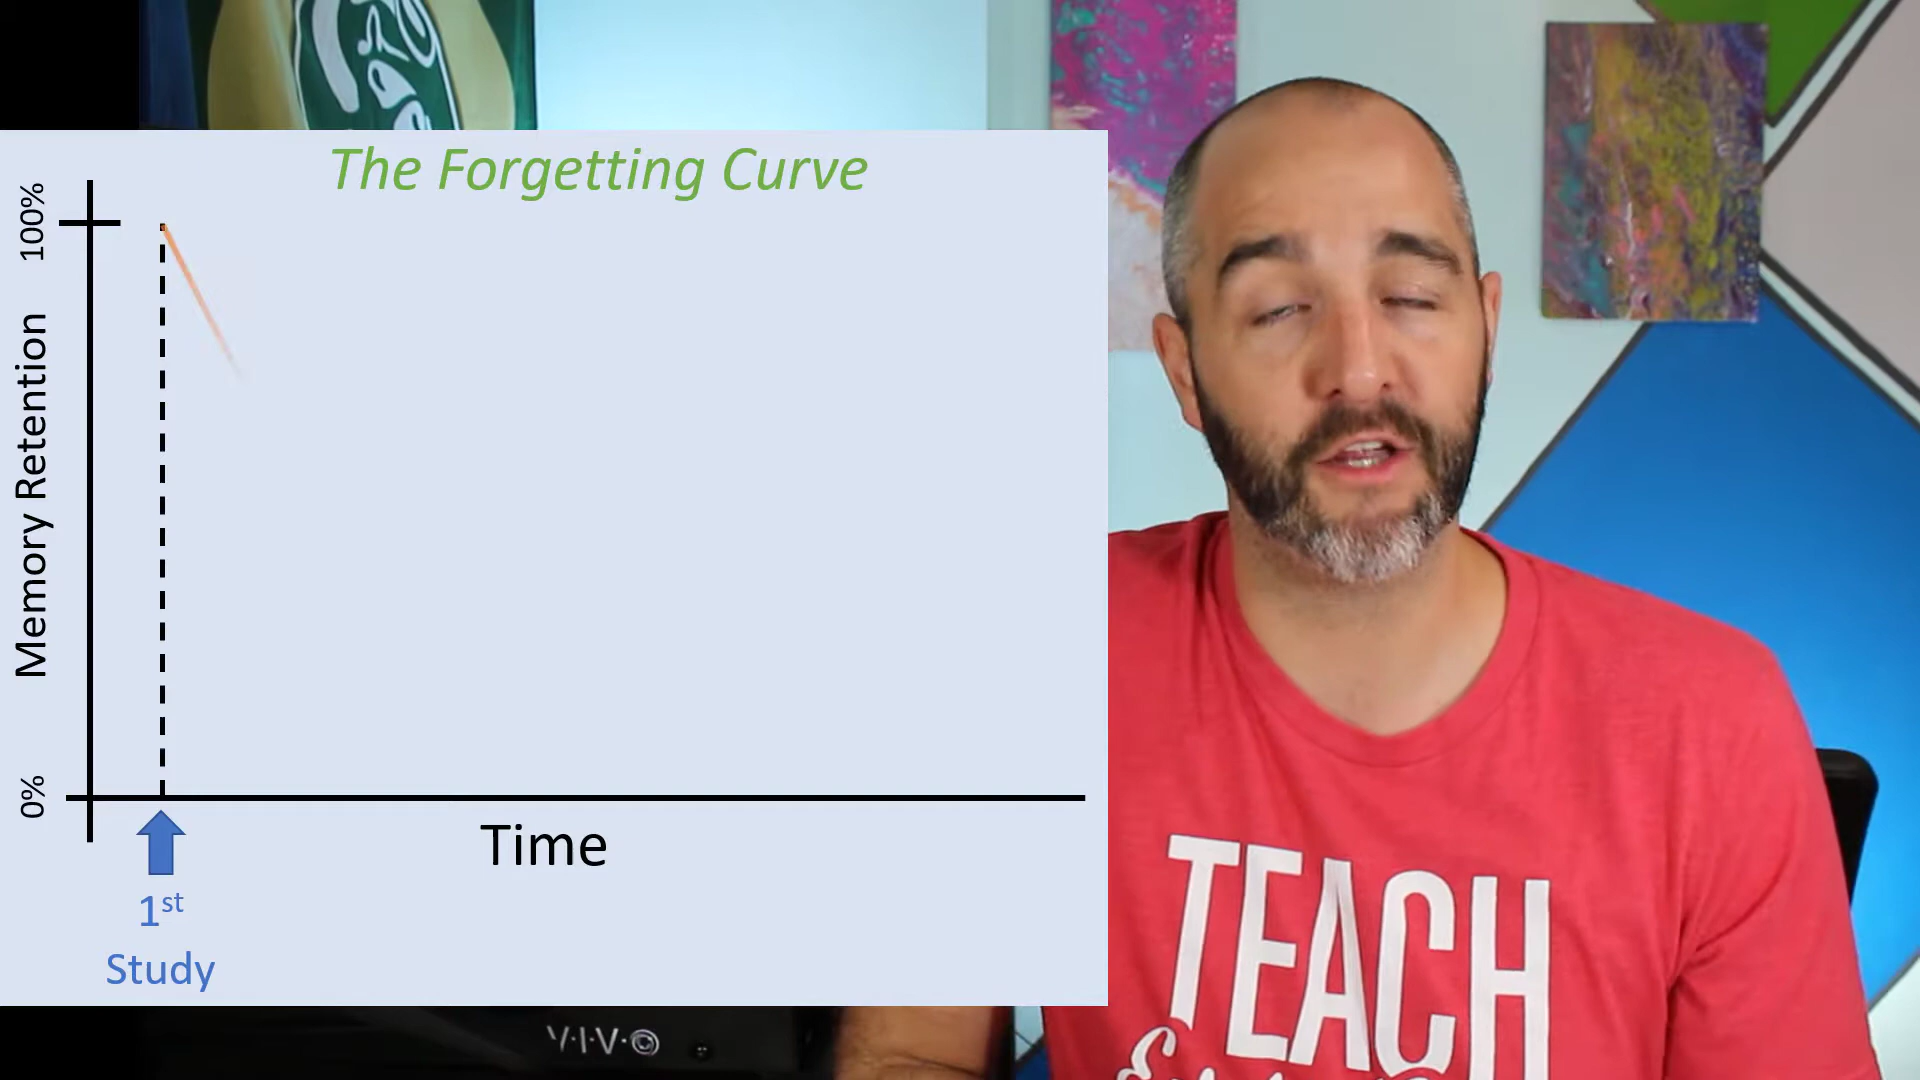 The Forgetting Curve
100%
Memory Retention
0%
Time
1st
Study
V·I·V·O
TEACH